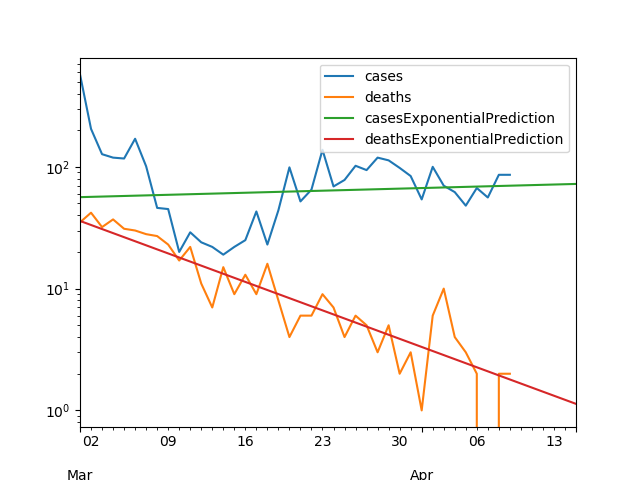 cases
deaths
casesExponentialPrediction
deathsExponentialPrediction
10²
10¹
10⁰
02 09 16 23 30 06 13
Mar Apr